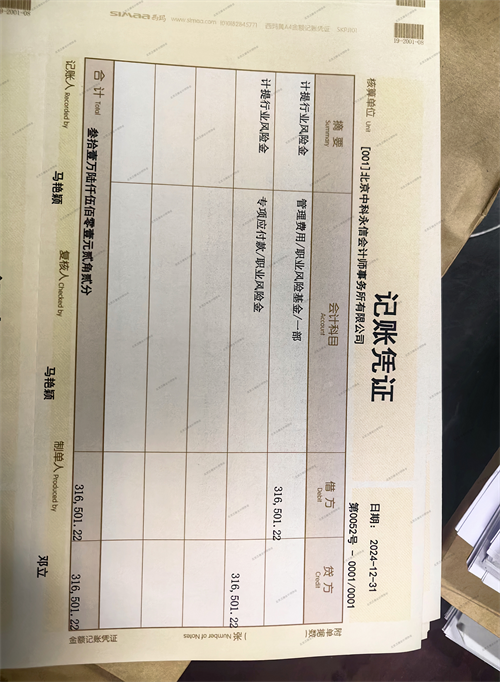 记账凭证
日期: 2024-12-31
核算单位 Unit [001]北京中科永信会计师事务所有限公司
第0052号 - 0001/0001
摘要 Summary 会计科目 Account 借方 Debit 贷方 Credit
计提行业风险金 管理费用/职业风险基金/一部 316,501.22
计提行业风险金 专项应付款/职业风险金 316,501.22
合计 Total 叁拾壹万陆仟伍佰零壹元贰角贰分 316,501.22 316,501.22
记账人 Recorded by 马艳颖 复核人 Checked by 马艳颖 制单人 Produced by 邓立
附单据数
张 Number of Notes
金额记账凭证
19-2001-08
19-2001-08